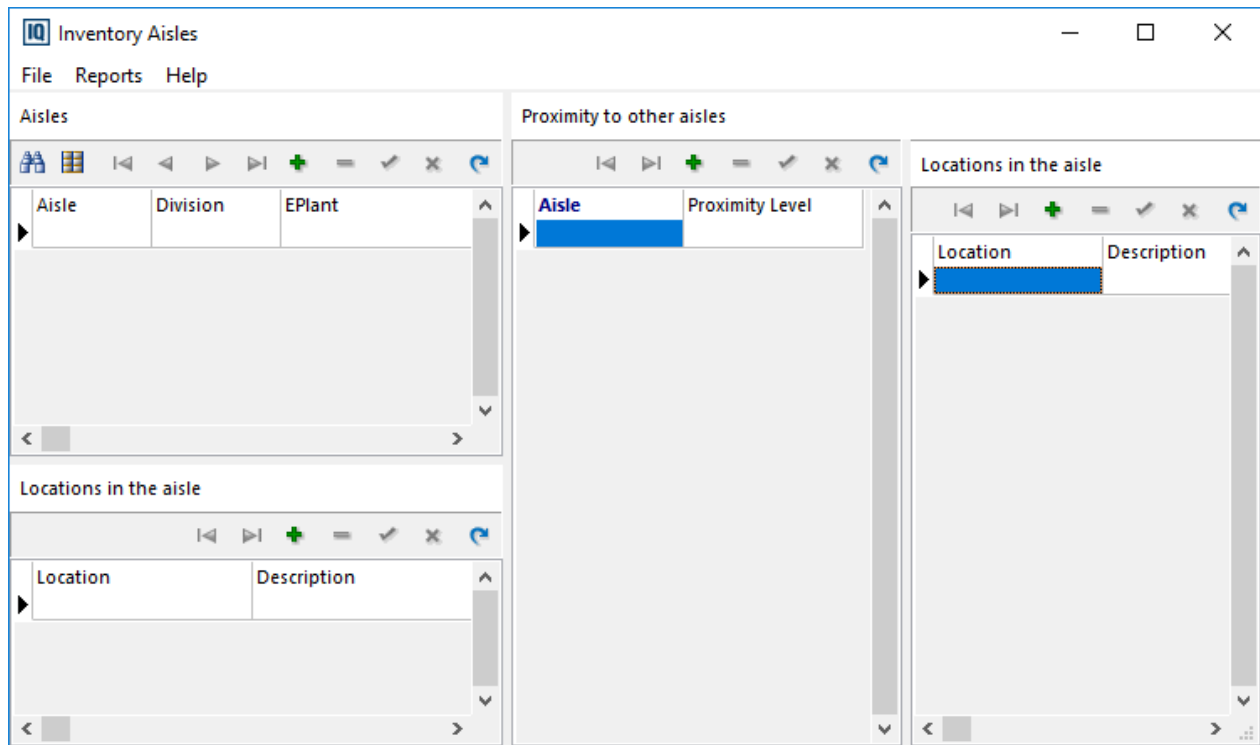 IQ Inventory Aisles
File Reports Help
Aisles
Aisle Division EPlant
Locations in the aisle
Location Description
Proximity to other aisles
Aisle Proximity Level
Locations in the aisle
Location Description